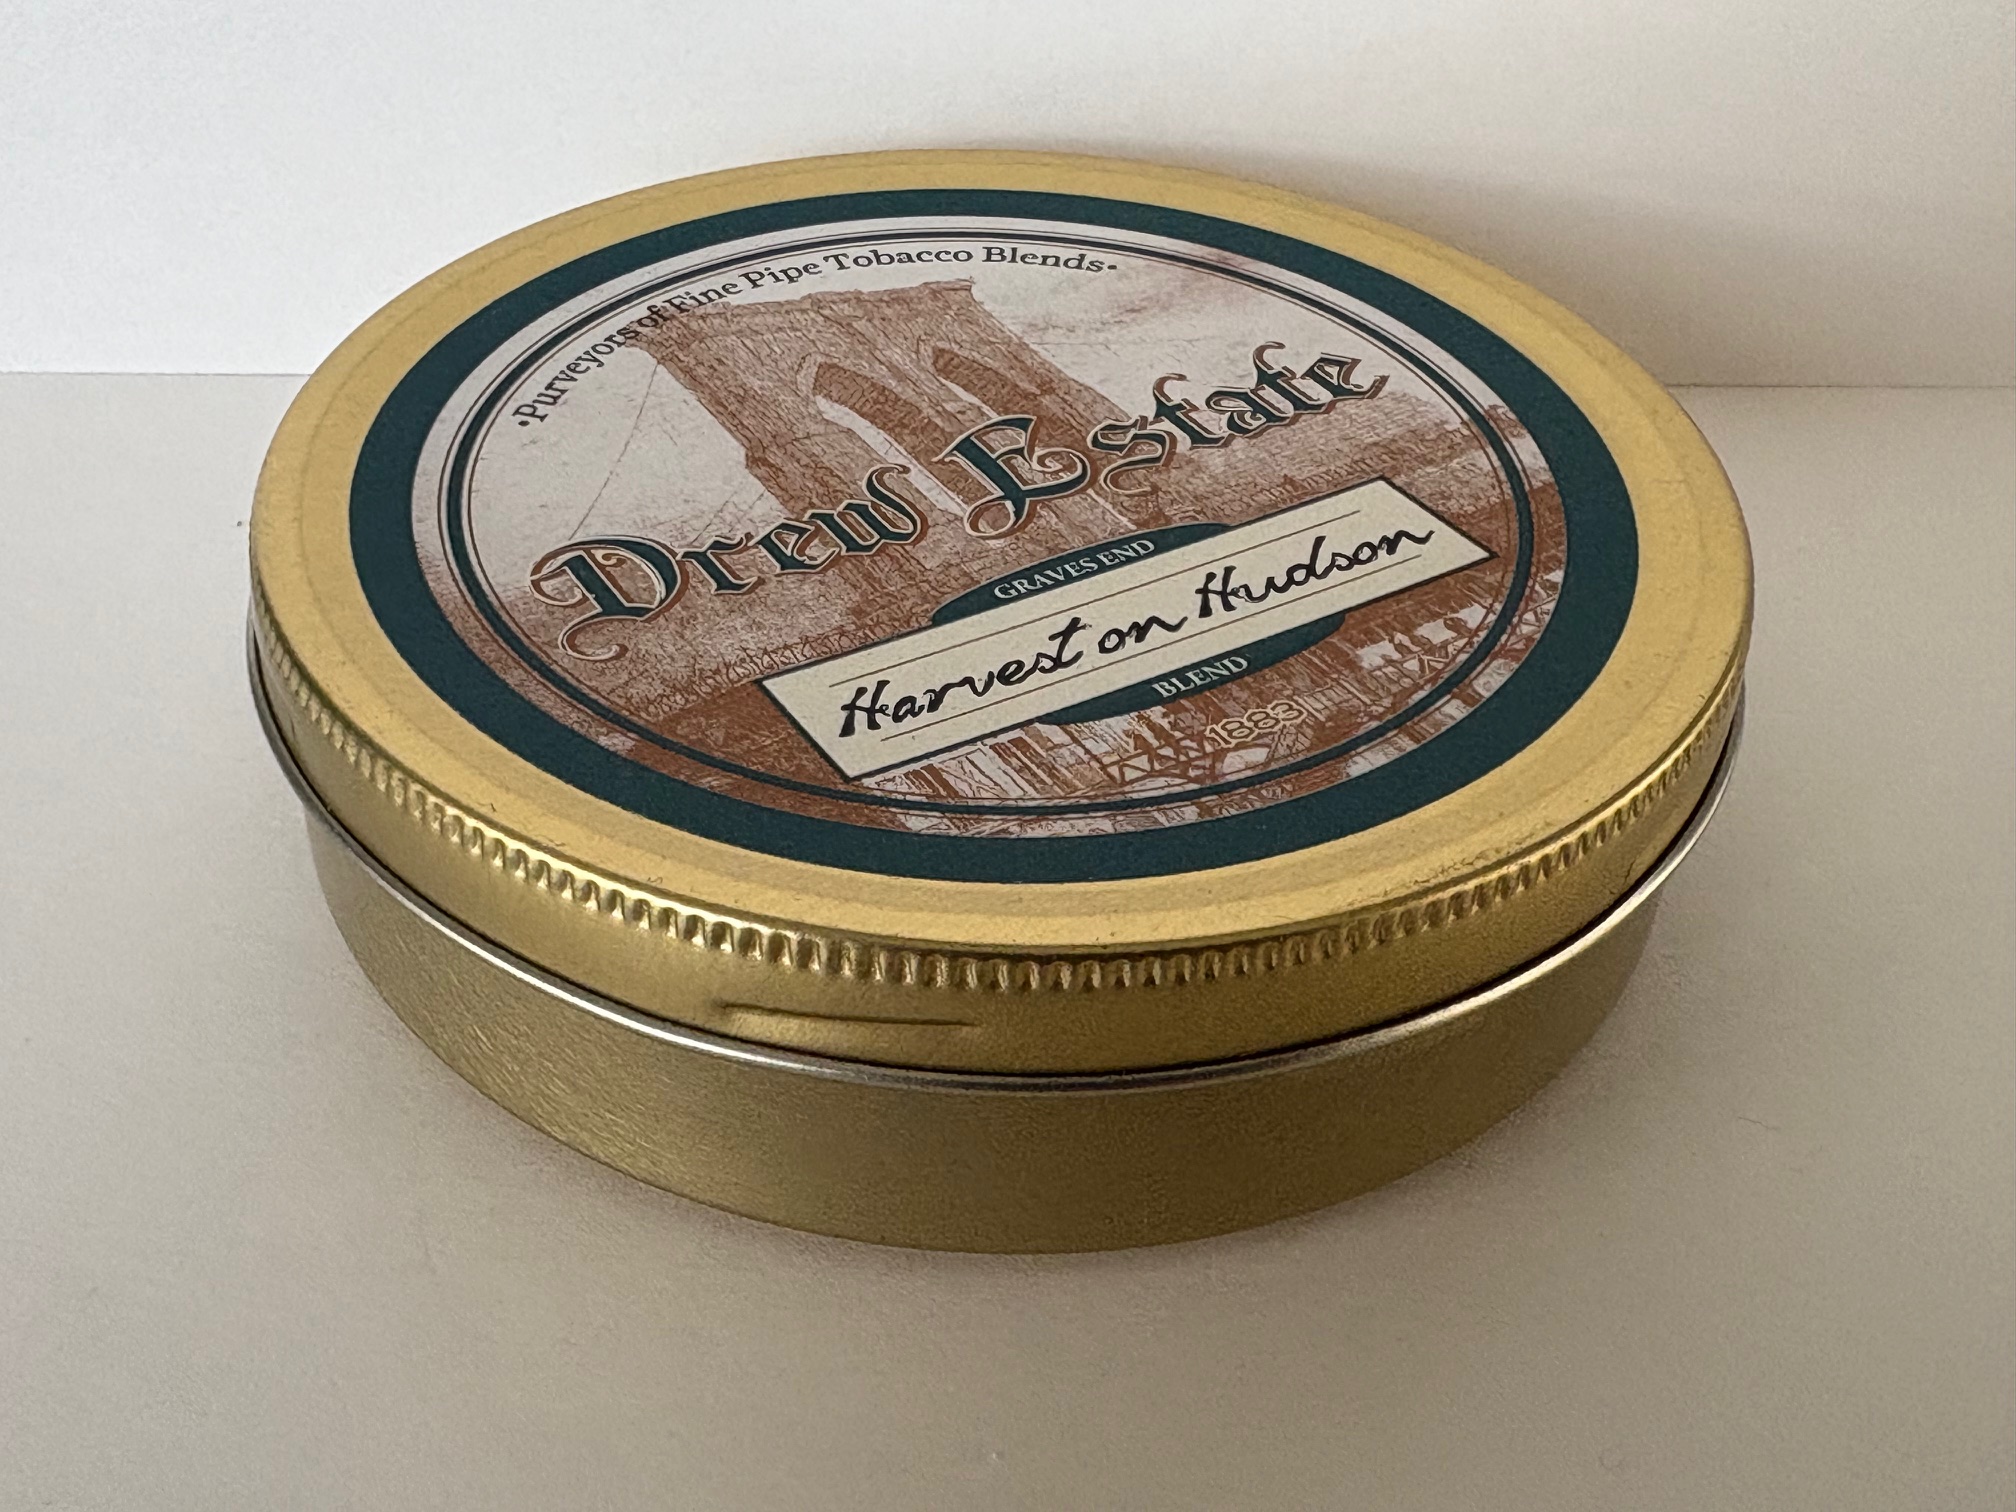 ·Purveyors of Fine Pipe Tobacco Blends·
Drew Estate
GRAVES END
Harvest on Hudson
BLEND
1883